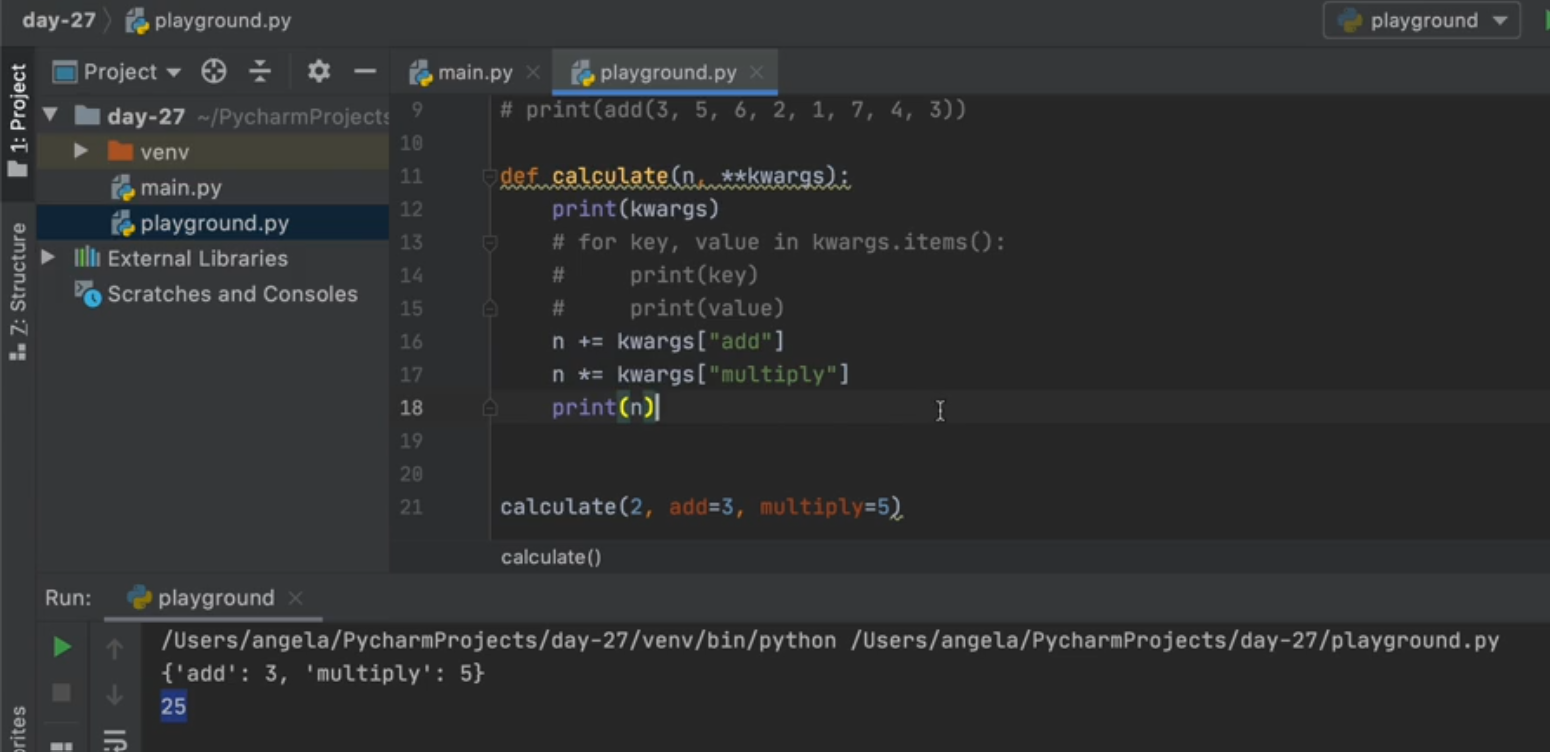 day-27 playground.py
playground
1: Project
Project
main.py
playground.py
day-27 ~/PycharmProjects
venv
main.py
playground.py
External Libraries
Scratches and Consoles
7: Structure
9 # print(add(3, 5, 6, 2, 1, 7, 4, 3))
10
11 def calculate(n, **kwargs):
12     print(kwargs)
13     # for key, value in kwargs.items():
14     #     print(key)
15     #     print(value)
16     n += kwargs["add"]
17     n *= kwargs["multiply"]
18     print(n)
19
20
21 calculate(2, add=3, multiply=5)
calculate()
Run: playground
/Users/angela/PycharmProjects/day-27/venv/bin/python /Users/angela/PycharmProjects/day-27/playground.py
{'add': 3, 'multiply': 5}
25